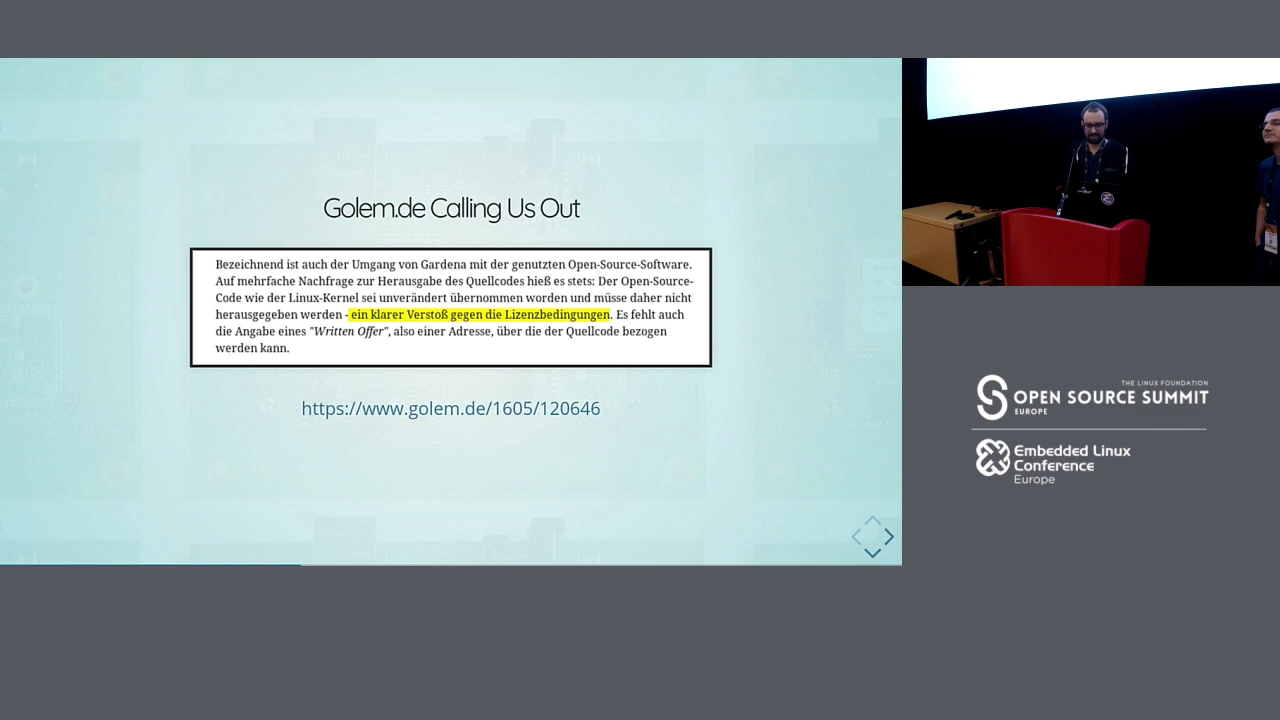 Golem.de Calling Us Out
Bezeichnend ist auch der Umgang von Gardena mit der genutzten Open-Source-Software.
Auf mehrfache Nachfrage zur Herausgabe des Quellcodes hieß es stets: Der Open-Source-
Code wie der Linux-Kernel sei unverändert übernommen worden und müsse daher nicht
herausgegeben werden - ein klarer Verstoß gegen die Lizenzbedingungen. Es fehlt auch
die Angabe eines "Written Offer", also einer Adresse, über die der Quellcode bezogen
werden kann.
https://www.golem.de/1605/120646
THE LINUX FOUNDATION
OPEN SOURCE SUMMIT
EUROPE
Embedded Linux
Conference
Europe